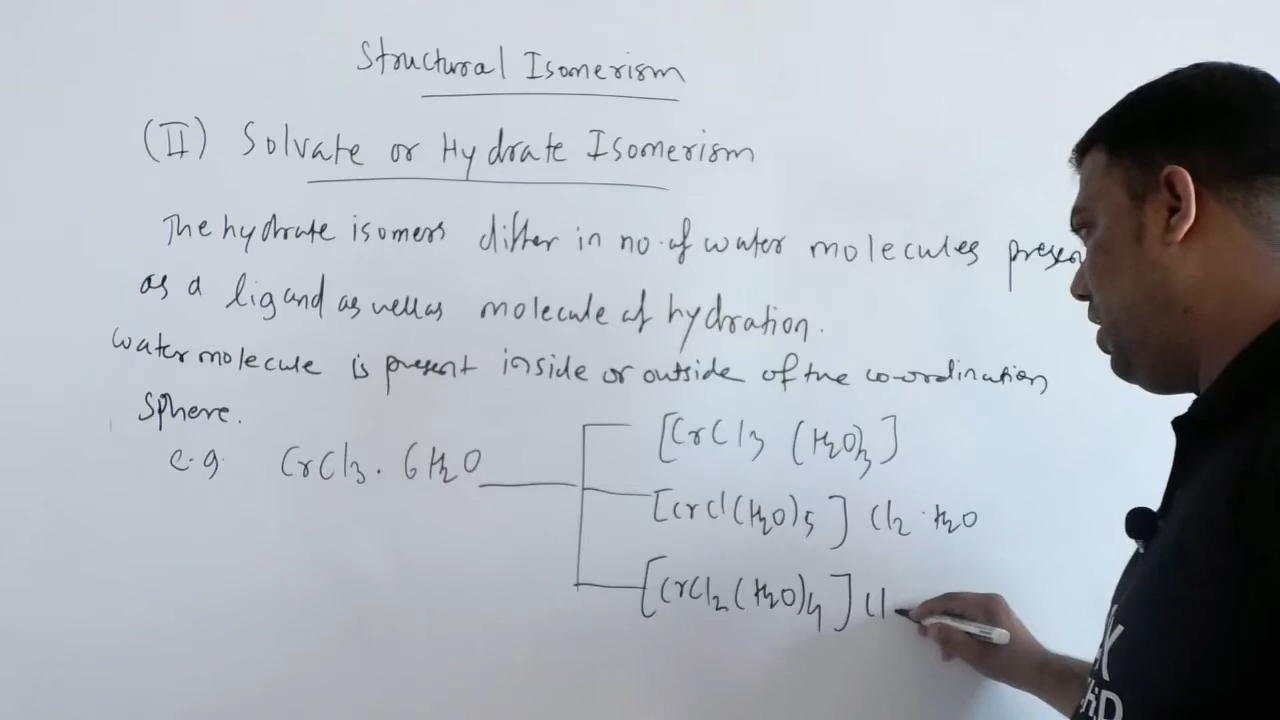 Structural Isomerism
(II) Solvate or Hydrate Isomerism
The hydrate isomers differ in no. of water molecules presen
as a ligand as well as molecule of hydration.
water molecule is present inside or outside of the co-ordination
Sphere.
e.g. CrCl₃ . 6H₂O
[CrCl₃ (H₂O)₃]
[CrCl(H₂O)₅] Cl₂ · H₂O
[CrCl₂(H₂O)₄] Cl